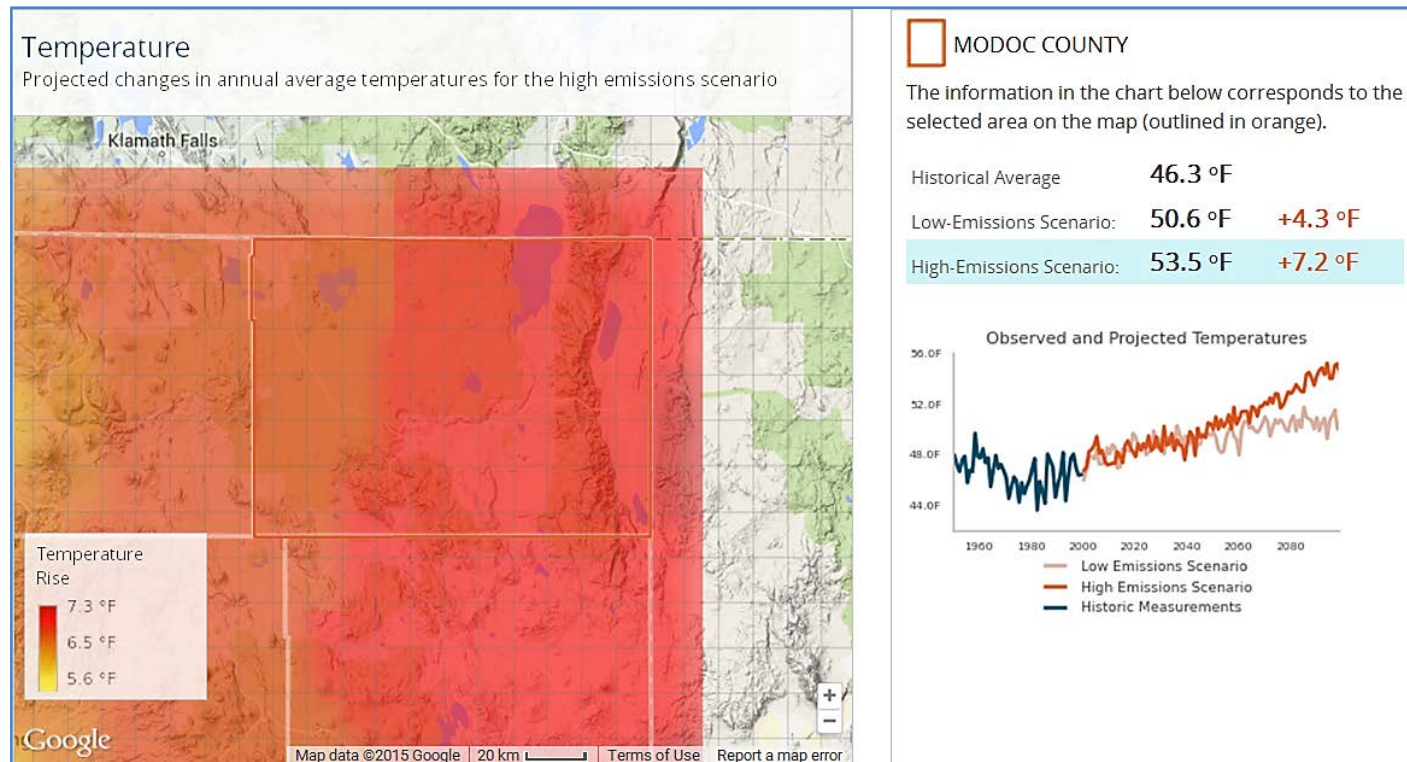 Temperature
Projected changes in annual average temperatures for the high emissions scenario
Klamath Falls
Temperature
Rise
7.3 °F
6.5 °F
5.6 °F
Google
Map data ©2015 Google
20 km
Terms of Use
Report a map error
+
−
MODOC COUNTY
The information in the chart below corresponds to the
selected area on the map (outlined in orange).
Historical Average 46.3 °F
Low-Emissions Scenario: 50.6 °F +4.3 °F
High-Emissions Scenario: 53.5 °F +7.2 °F
Observed and Projected Temperatures
56.0F
52.0F
48.0F
44.0F
1960 1980 2000 2020 2040 2060 2080
Low Emissions Scenario
High Emissions Scenario
Historic Measurements